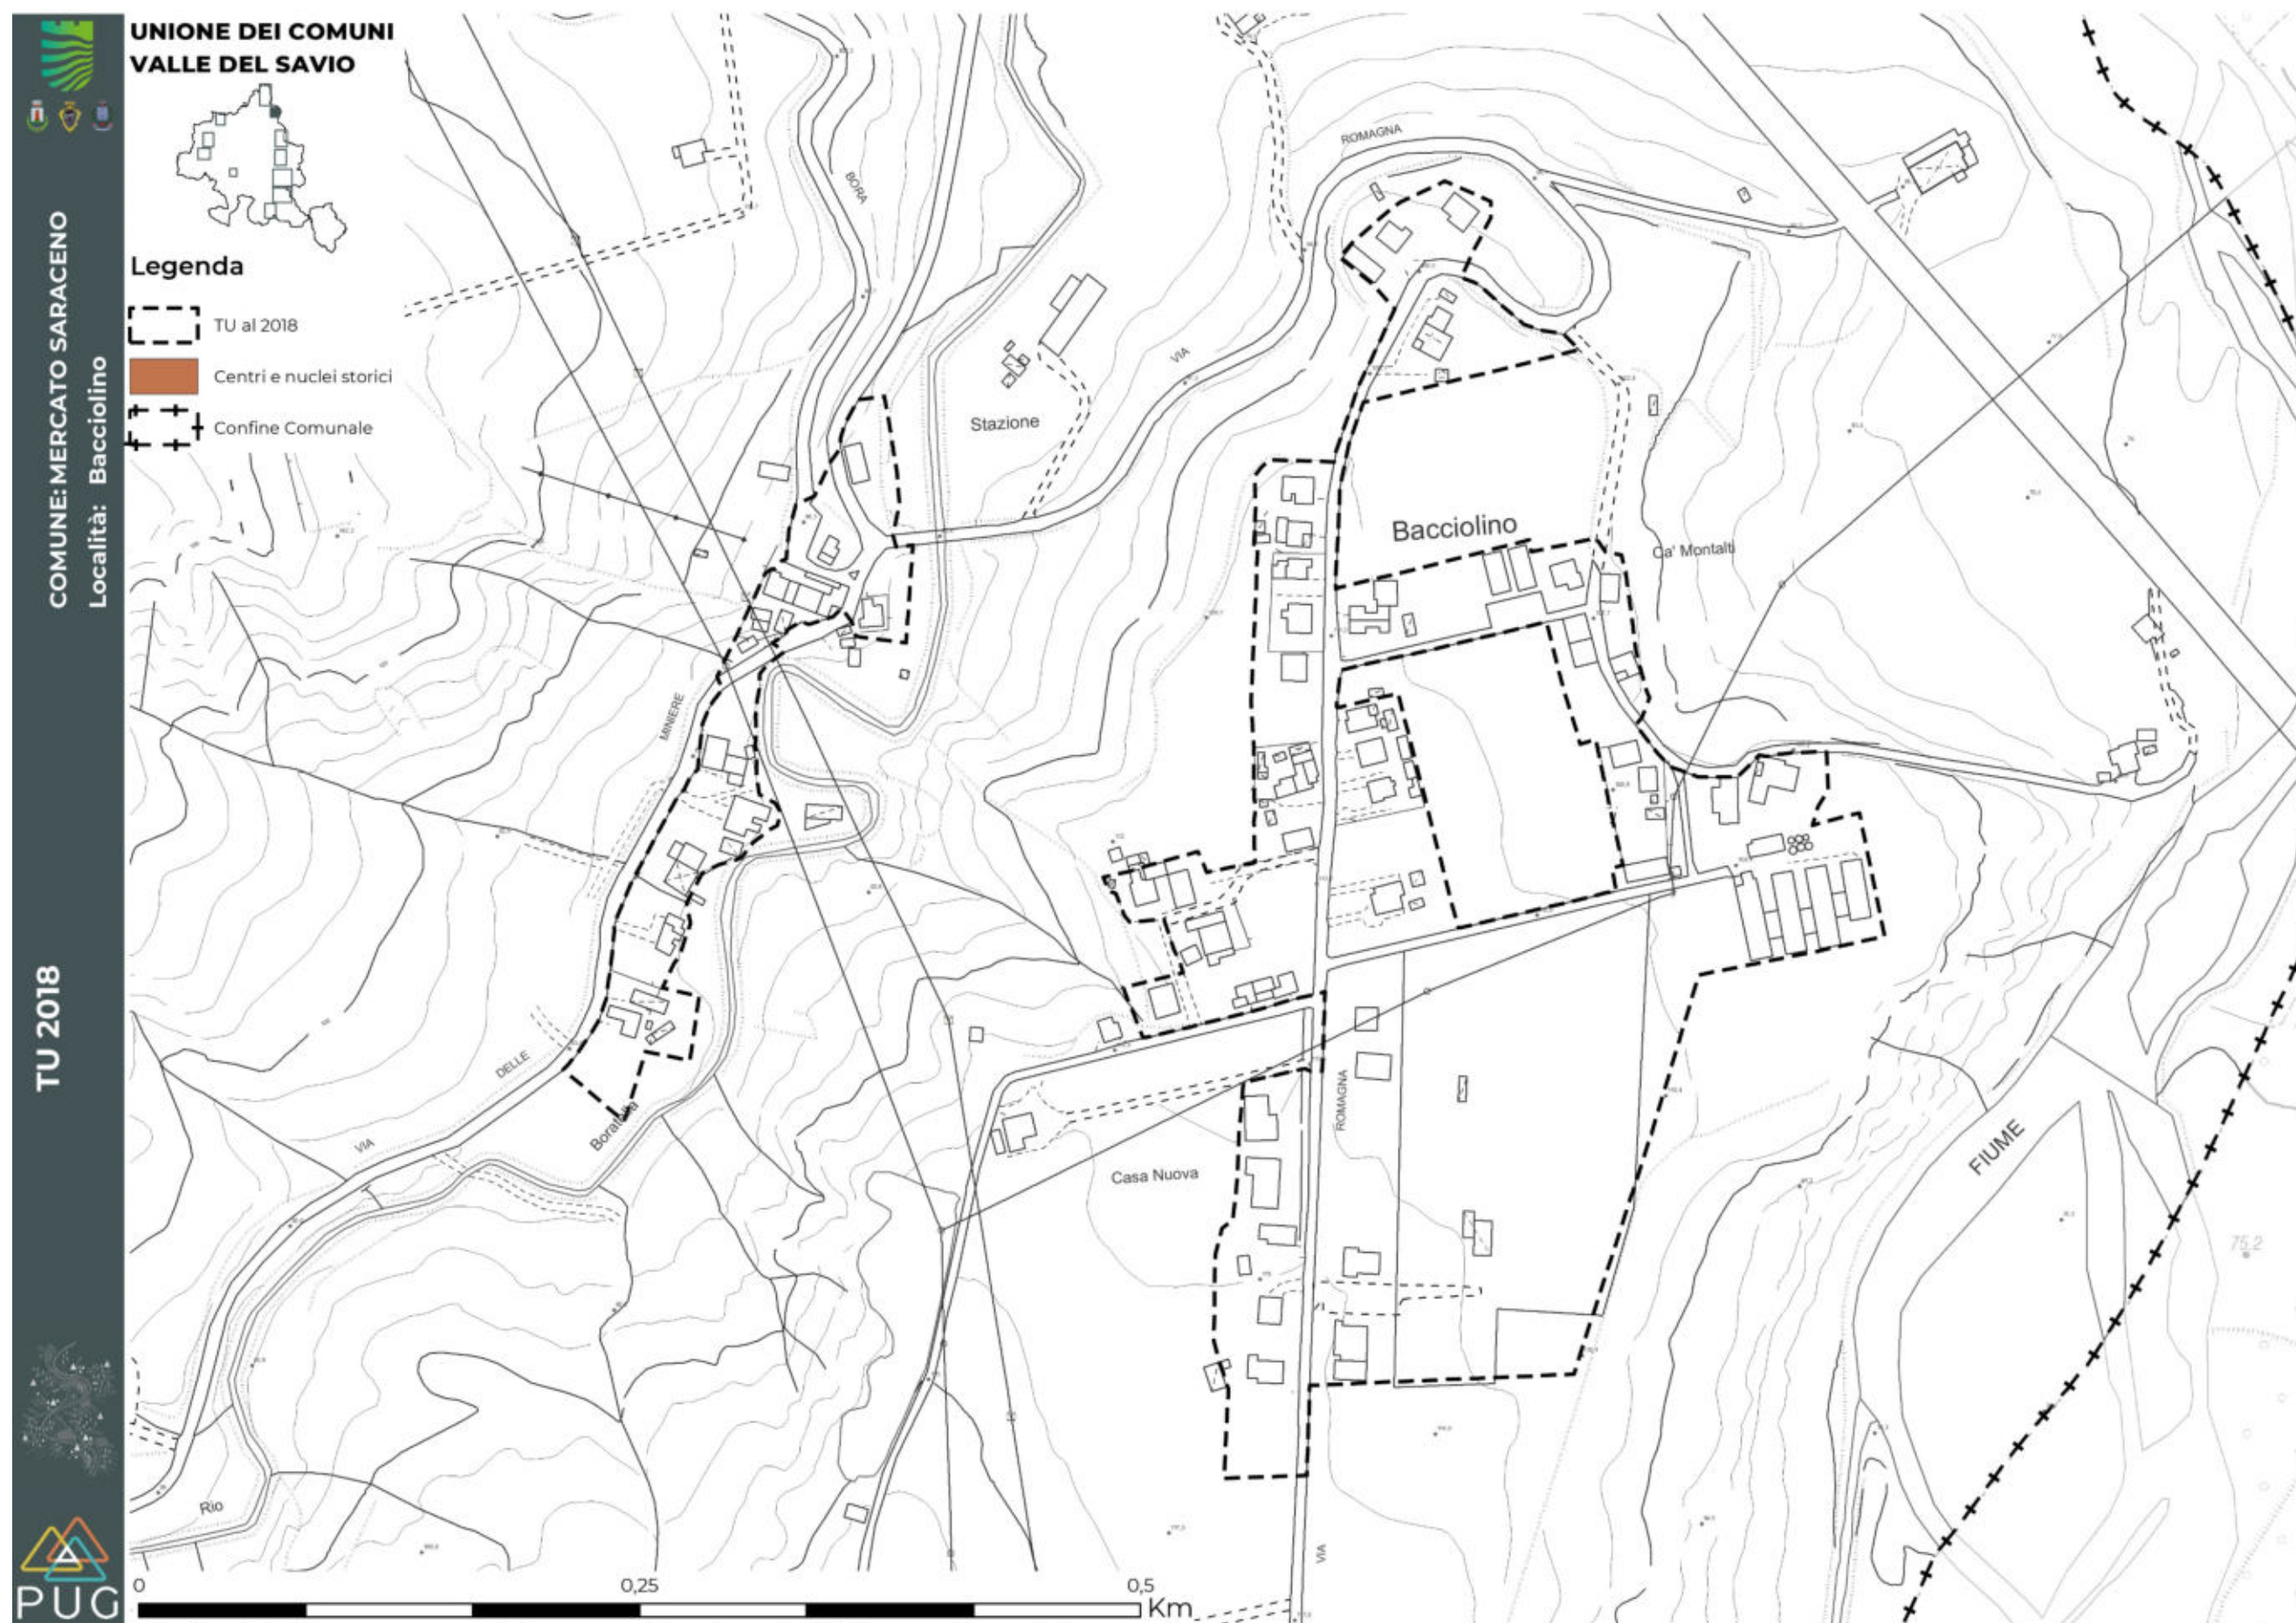 UNIONE DEI COMUNI
VALLE DEL SAVIO
COMUNE: MERCATO SARACENO
Località: Bacciolino
TU 2018
Legenda
TU al 2018
Centri e nuclei storici
Confine Comunale
BORA
ROMAGNA
VIA
Stazione
Bacciolino
Ca' Montalti
MINIERE
DELLE
VIA
Casa Nuova
ROMAGNA
FIUME
75.2
Rio
VIA
PUG
0 0,25 0,5
Km